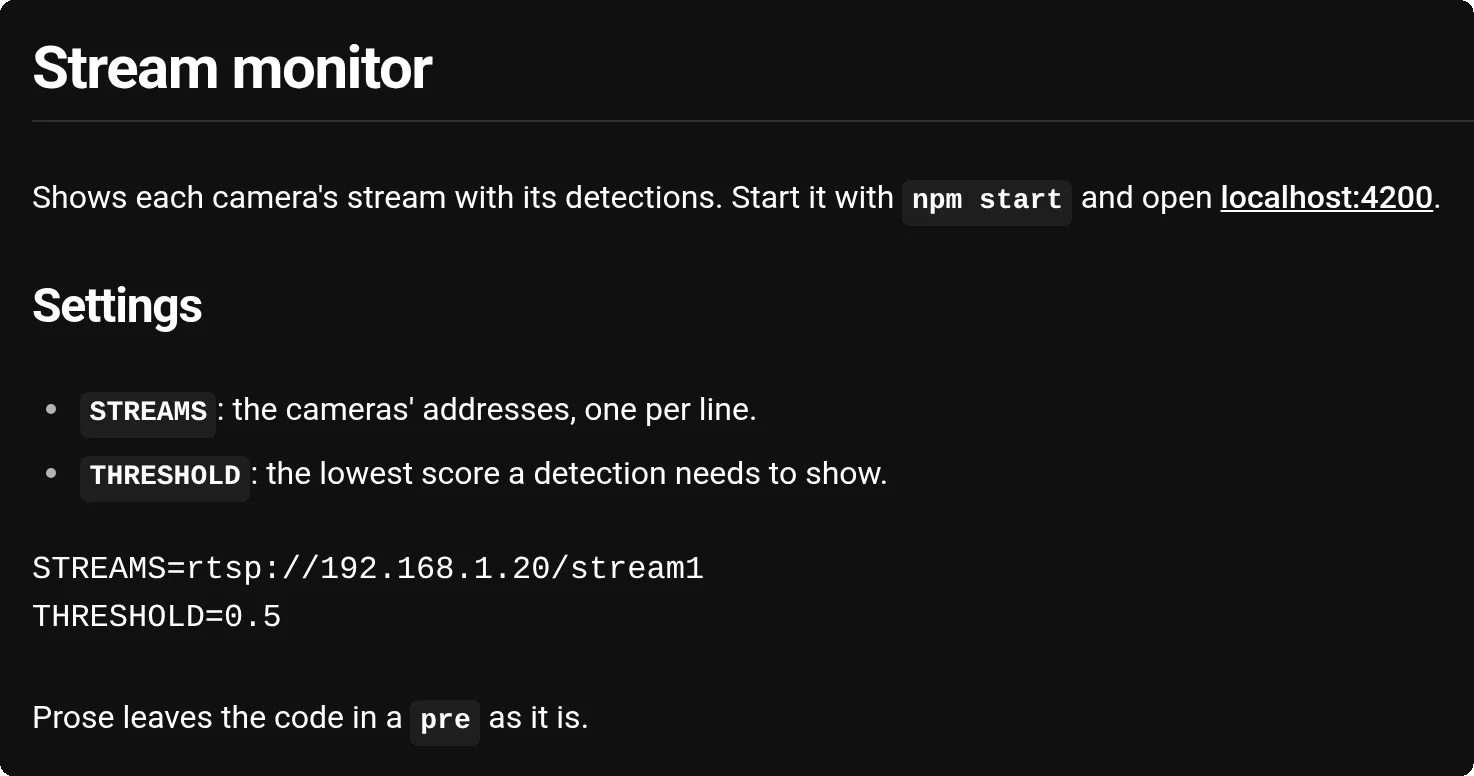 Stream monitor
Shows each camera's stream with its detections. Start it with npm start and open localhost:4200.
Settings
• STREAMS: the cameras' addresses, one per line.
• THRESHOLD: the lowest score a detection needs to show.
STREAMS=rtsp://192.168.1.20/stream1
THRESHOLD=0.5
Prose leaves the code in a pre as it is.